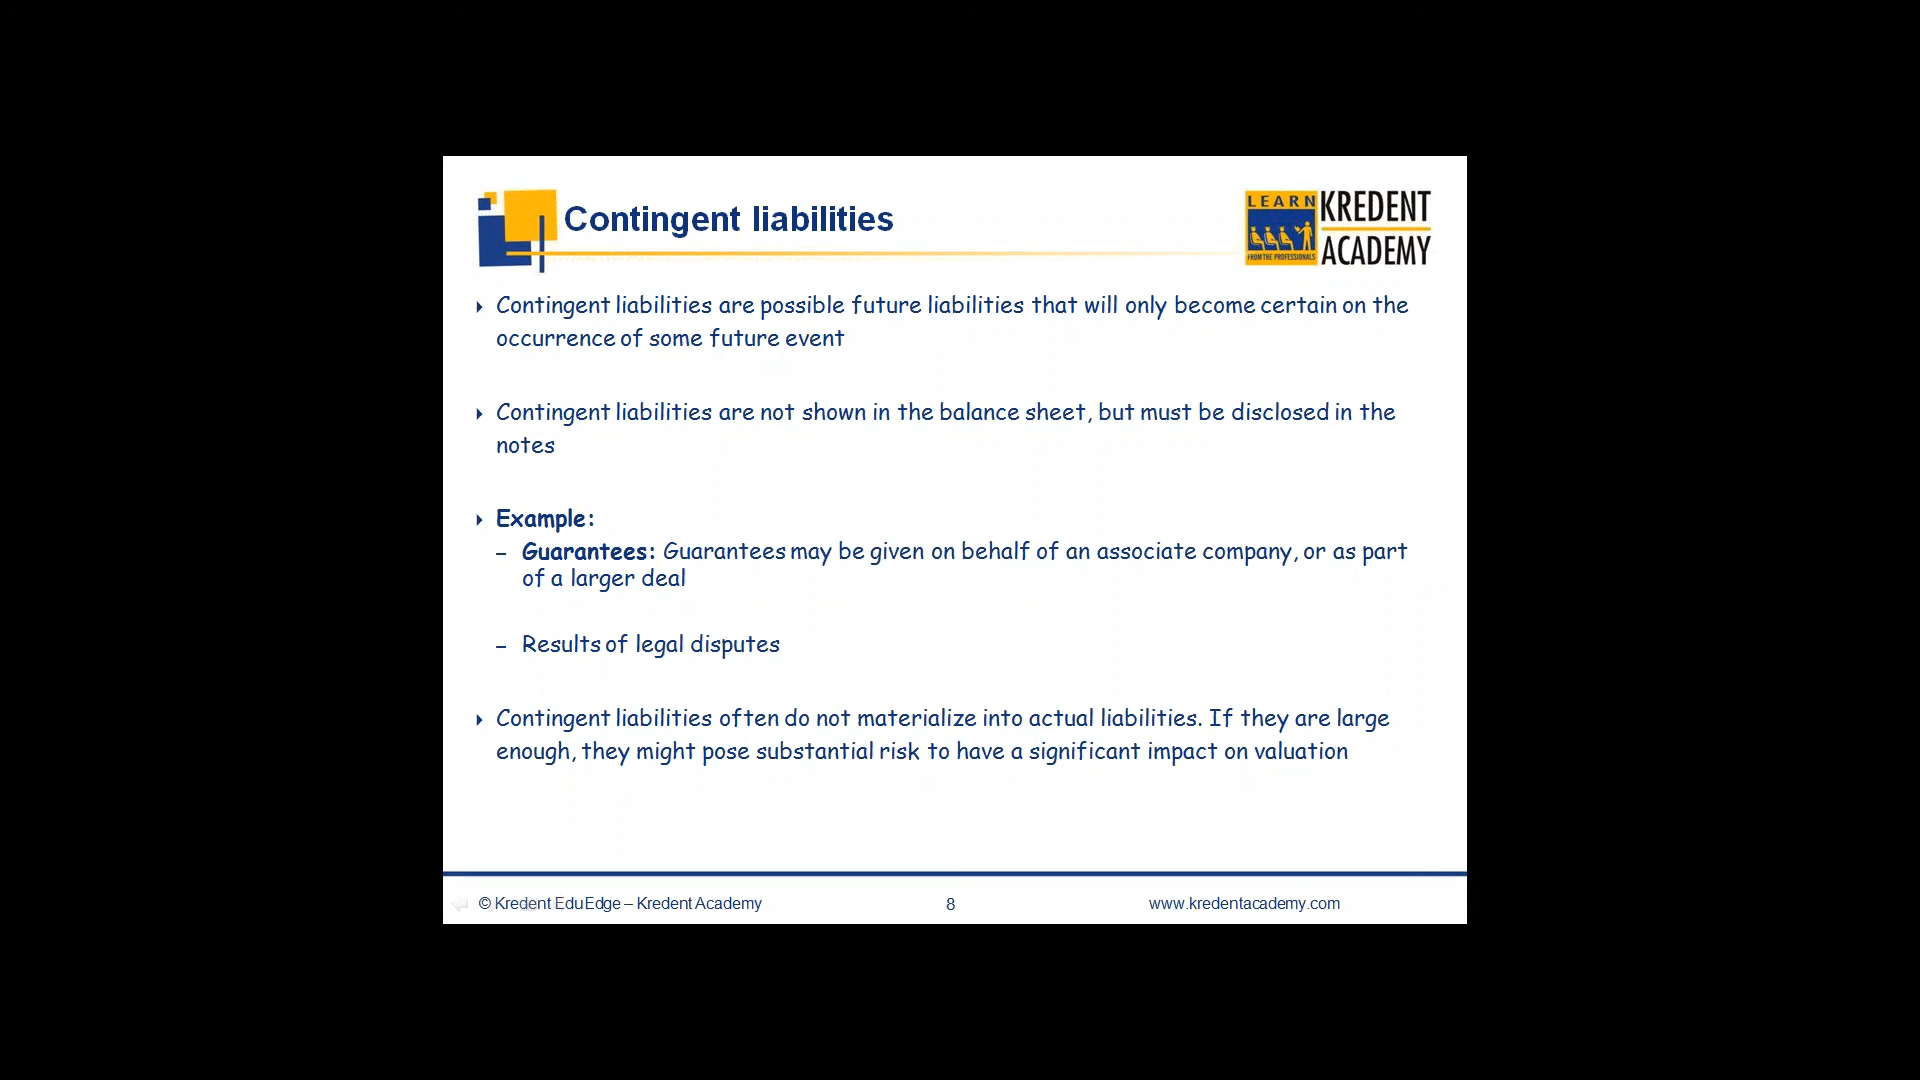 Contingent liabilities
LEARN
FROM THE PROFESSIONALS
KREDENT
ACADEMY
Contingent liabilities are possible future liabilities that will only become certain on the
occurrence of some future event
Contingent liabilities are not shown in the balance sheet, but must be disclosed in the
notes
Example:
– Guarantees: Guarantees may be given on behalf of an associate company, or as part
of a larger deal
– Results of legal disputes
Contingent liabilities often do not materialize into actual liabilities. If they are large
enough, they might pose substantial risk to have a significant impact on valuation
© Kredent EduEdge – Kredent Academy
8
www.kredentacademy.com